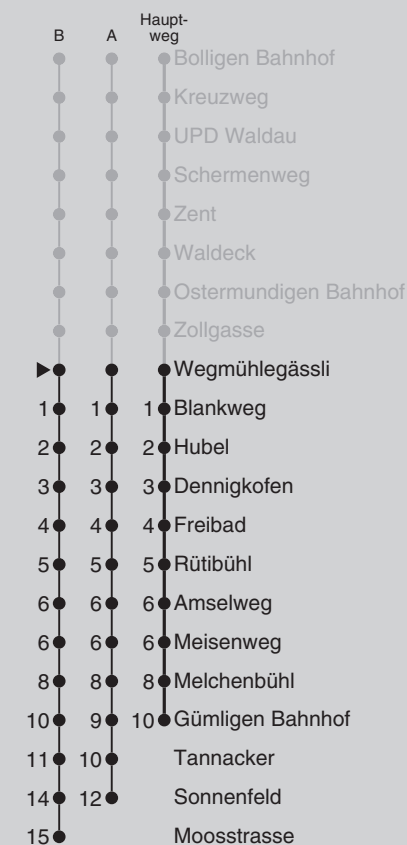 Haupt-
B A weg
Bolligen Bahnhof
Kreuzweg
UPD Waldau
Schermenweg
Zent
Waldeck
Ostermundigen Bahnhof
Zollgasse
Wegmühlegässli
1 1 1 Blankweg
2 2 2 Hubel
3 3 3 Dennigkofen
4 4 4 Freibad
5 5 5 Rütibühl
6 6 6 Amselweg
6 6 6 Meisenweg
8 8 8 Melchenbühl
10 9 10 Gümligen Bahnhof
11 10 Tannacker
14 12 Sonnenfeld
15 Moosstrasse